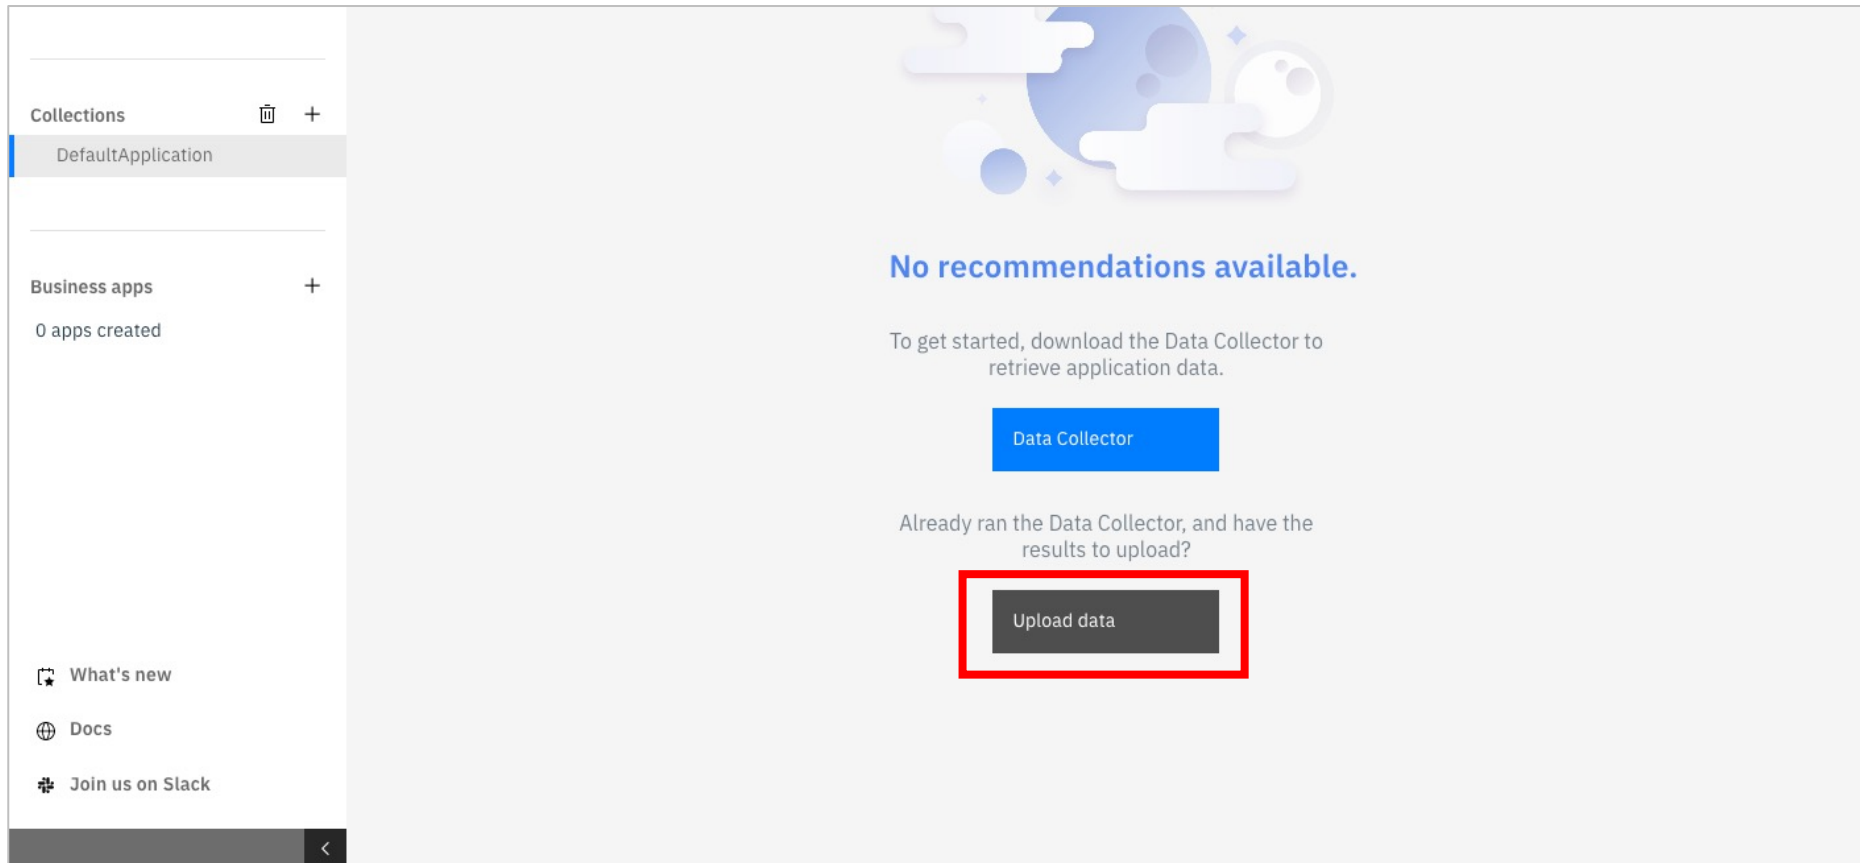 Collections
DefaultApplication
Business apps
0 apps created
What's new
Docs
Join us on Slack
No recommendations available.
To get started, download the Data Collector to
retrieve application data.
Data Collector
Already ran the Data Collector, and have the
results to upload?
Upload data